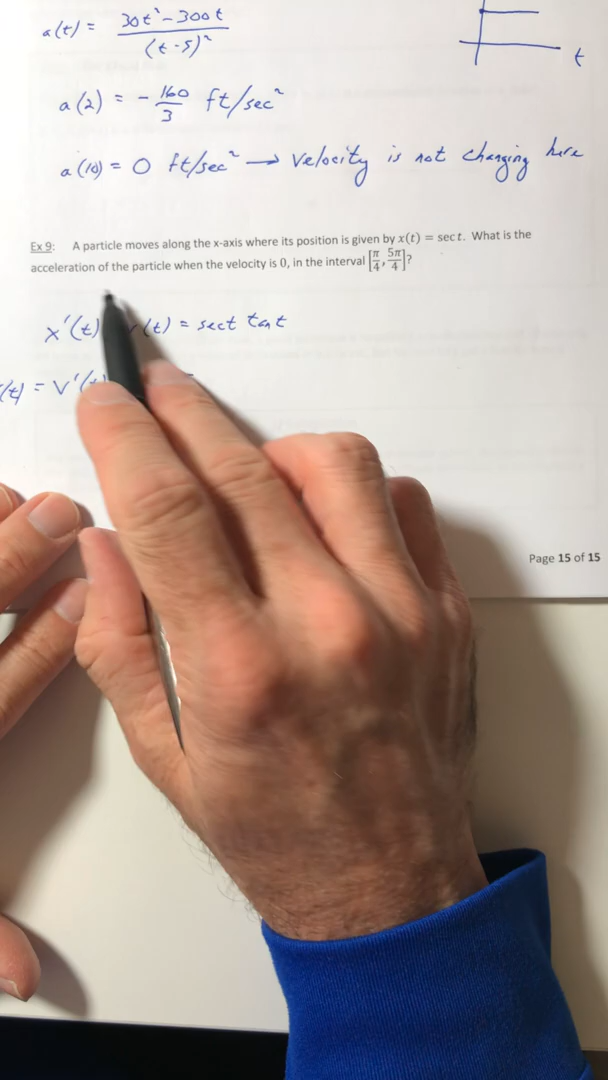 a(t) = (30t² - 300t)/(t - 5)²
t
a(2) = - 160/3 ft/sec²
a(10) = 0 ft/sec² → Velocity is not changing here
Ex 9: A particle moves along the x-axis where its position is given by x(t) = sec t. What is the
acceleration of the particle when the velocity is 0, in the interval [π/4, 5π/4]?
x'(t) (t) = sect tant
(t) = V'(t
Page 15 of 15